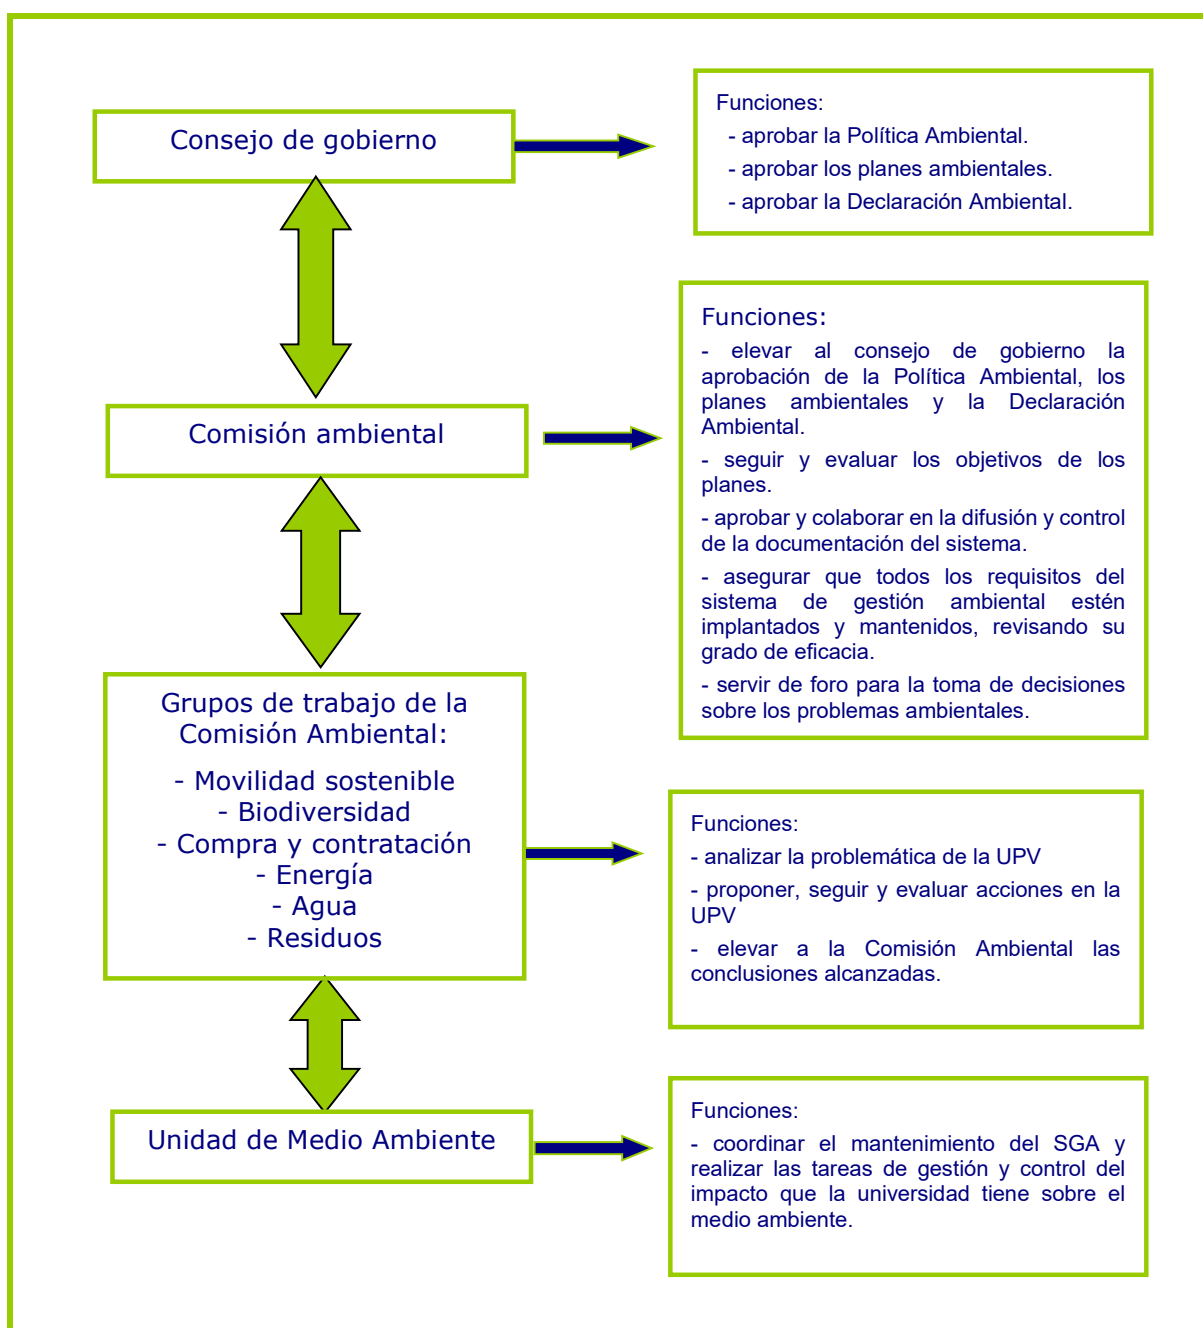 Consejo de gobierno
Funciones:
- aprobar la Política Ambiental.
- aprobar los planes ambientales.
- aprobar la Declaración Ambiental.
Comisión ambiental
Funciones:
- elevar al consejo de gobierno la
aprobación de la Política Ambiental, los
planes ambientales y la Declaración
Ambiental.
- seguir y evaluar los objetivos de los
planes.
- aprobar y colaborar en la difusión y control
de la documentación del sistema.
- asegurar que todos los requisitos del
sistema de gestión ambiental estén
implantados y mantenidos, revisando su
grado de eficacia.
- servir de foro para la toma de decisiones
sobre los problemas ambientales.
Grupos de trabajo de la
Comisión Ambiental:
- Movilidad sostenible
- Biodiversidad
- Compra y contratación
- Energía
- Agua
- Residuos
Funciones:
- analizar la problemática de la UPV
- proponer, seguir y evaluar acciones en la
UPV
- elevar a la Comisión Ambiental las
conclusiones alcanzadas.
Unidad de Medio Ambiente
Funciones:
- coordinar el mantenimiento del SGA y
realizar las tareas de gestión y control del
impacto que la universidad tiene sobre el
medio ambiente.